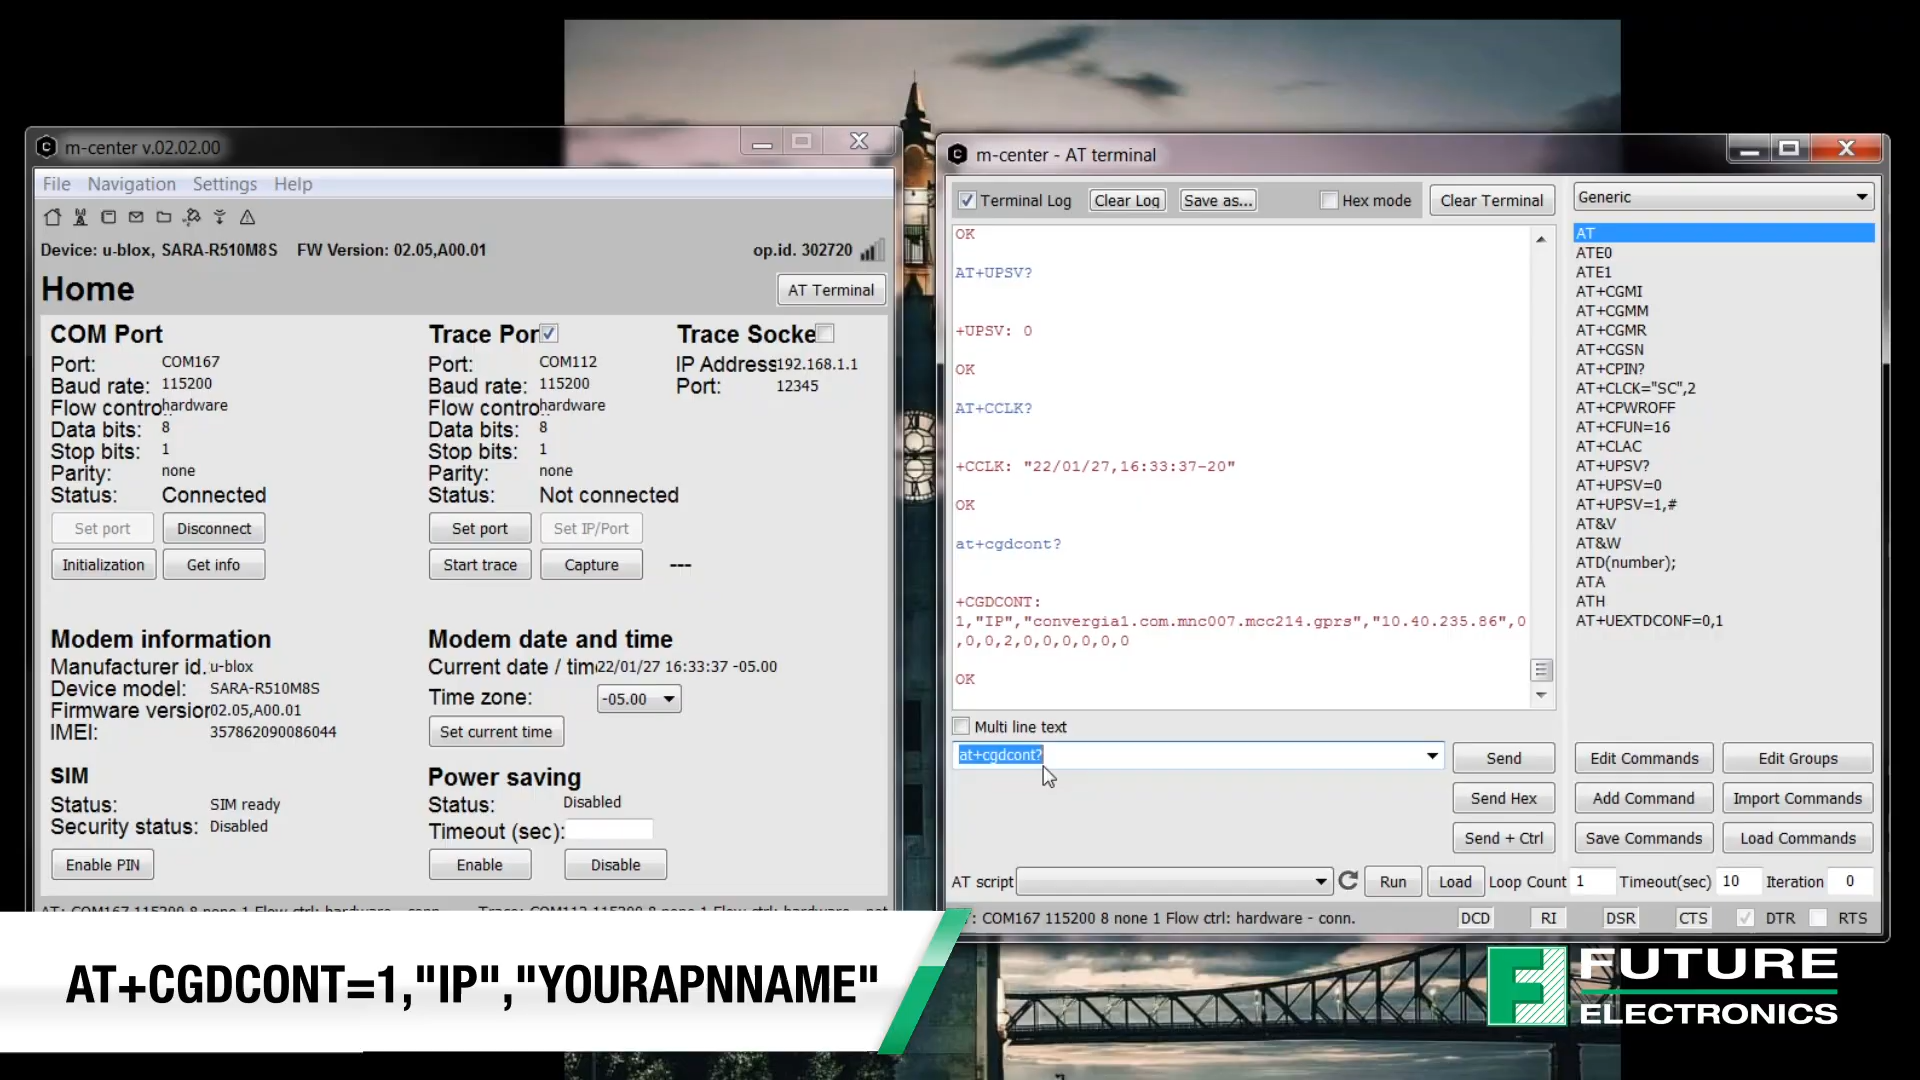 m-center v.02.02.00
File Navigation Settings Help
Device: u-blox, SARA-R510M8S FW Version: 02.05,A00.01 op.id. 302720
Home
AT Terminal
COM Port
Port: COM167
Baud rate: 115200
Flow contro hardware
Data bits: 8
Stop bits: 1
Parity: none
Status: Connected
Set port Disconnect
Initialization Get info
Trace Por
Port: COM112
Baud rate: 115200
Flow contro hardware
Data bits: 8
Stop bits: 1
Parity: none
Status: Not connected
Set port Set IP/Port
Start trace Capture ---
Trace Socke
IP Address 192.168.1.1
Port: 12345
Modem information
Manufacturer id. u-blox
Device model: SARA-R510M8S
Firmware version 02.05,A00.01
IMEI: 357862090086044
Modem date and time
Current date / tim 22/01/27 16:33:37 -05.00
Time zone: -05.00
Set current time
SIM
Status: SIM ready
Security status: Disabled
Enable PIN
Power saving
Status: Disabled
Timeout (sec):
Enable Disable
m-center - AT terminal
Terminal Log Clear Log Save as... Hex mode Clear Terminal
OK
AT+UPSV?
+UPSV: 0
OK
AT+CCLK?
+CCLK: "22/01/27,16:33:37-20"
OK
at+cgdcont?
+CGDCONT:
1,"IP","convergia1.com.mnc007.mcc214.gprs","10.40.235.86",0
,0,0,2,0,0,0,0,0,0
OK
Multi line text
at+cgdcont?
Send
Send Hex
Send + Ctrl
Generic
AT
ATE0
ATE1
AT+CGMI
AT+CGMM
AT+CGMR
AT+CGSN
AT+CPIN?
AT+CLCK="SC",2
AT+CPWROFF
AT+CFUN=16
AT+CLAC
AT+UPSV?
AT+UPSV=0
AT+UPSV=1,#
AT&V
AT&W
ATD(number);
ATA
ATH
AT+UEXTDCONF=0,1
Edit Commands Edit Groups
Add Command Import Commands
Save Commands Load Commands
AT script Run Load Loop Count 1 Timeout(sec) 10 Iteration 0
: COM167 115200 8 none 1 Flow ctrl: hardware - conn. DCD RI DSR CTS DTR RTS
AT+CGDCONT=1,"IP","YOURAPNNAME"
FUTURE
ELECTRONICS